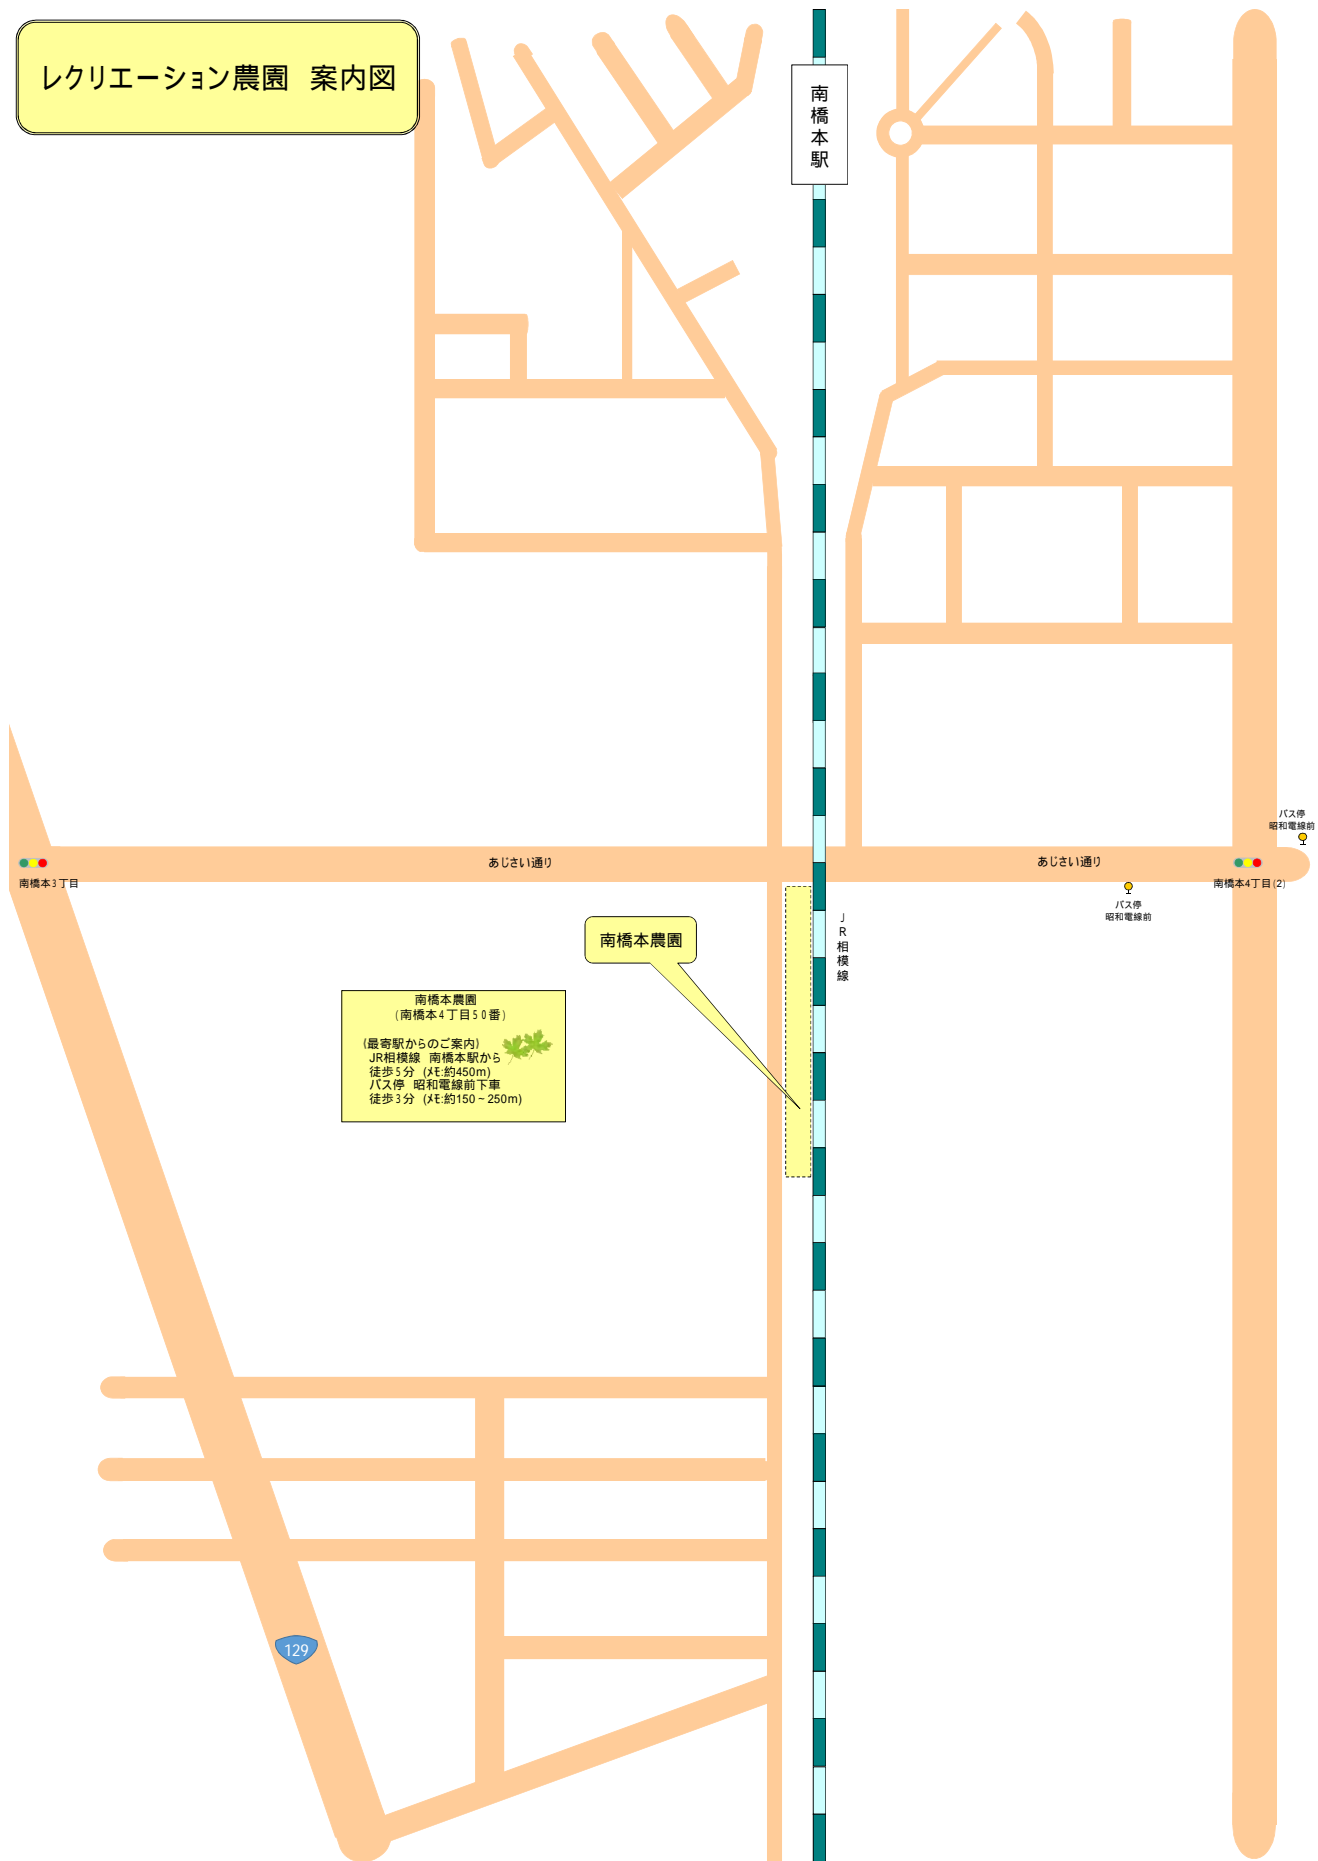 レクリエーション農園　案内図
南橋本駅
バス停
昭和電線前
あじさい通り
あじさい通り
南橋本3丁目
南橋本4丁目(2)
バス停
昭和電線前
JR相模線
南橋本農園
南橋本農園
(南橋本4丁目50番)
(最寄駅からのご案内)
JR相模線 南橋本駅から
徒歩5分 (ﾒﾓ:約450m)
バス停 昭和電線前下車
徒歩3分 (ﾒﾓ:約150~250m)
129